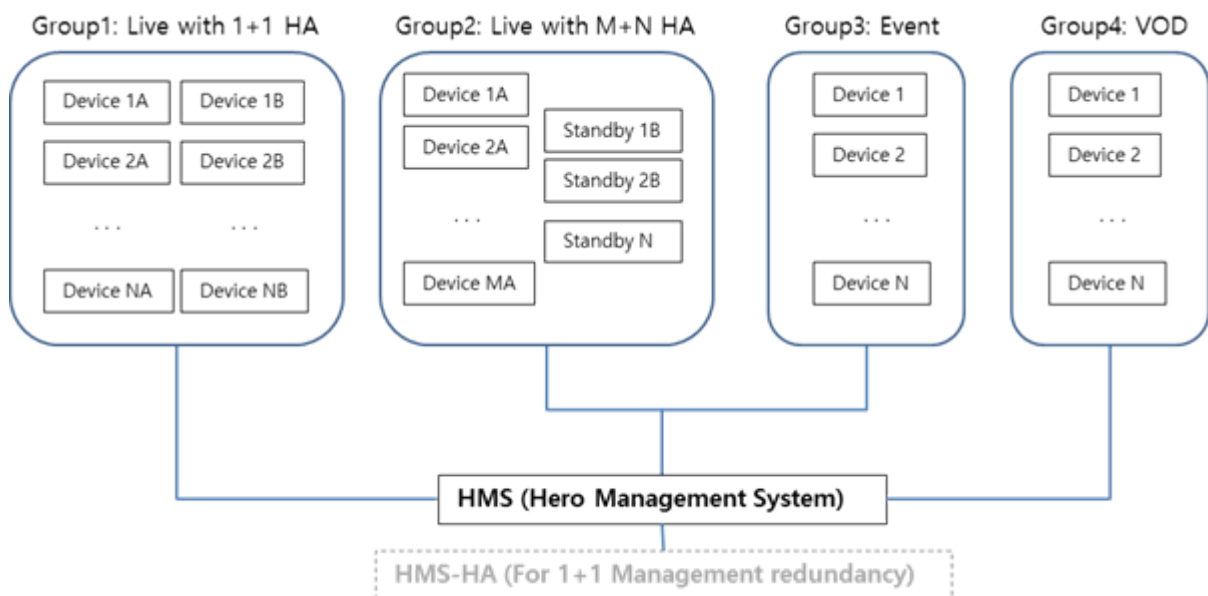 Group1: Live with 1+1 HA
Device 1A
Device 1B
Device 2A
Device 2B
. . .
. . .
Device NA
Device NB
Group2: Live with M+N HA
Device 1A
Standby 1B
Device 2A
Standby 2B
. . .
Standby N
Device MA
Group3: Event
Device 1
Device 2
. . .
Device N
Group4: VOD
Device 1
Device 2
. . .
Device N
HMS (Hero Management System)
HMS-HA (For 1+1 Management redundancy)